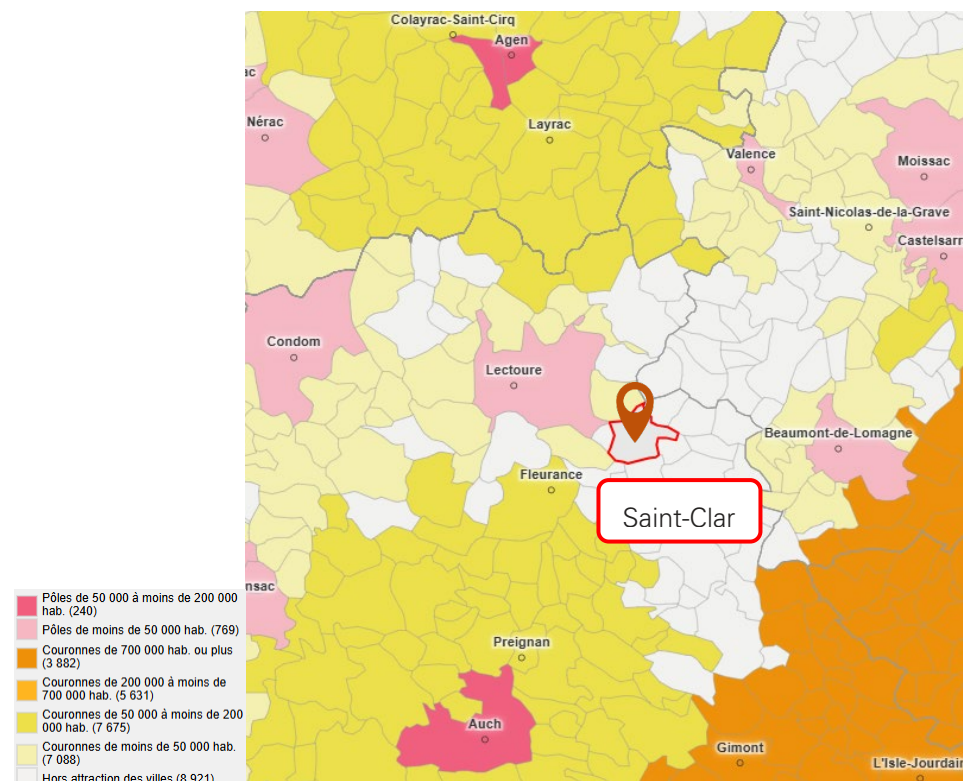 Colayrac-Saint-Cirq
Agen
ac
Nérac
Layrac
Valence
Moissac
Saint-Nicolas-de-la-Grave
Castelsarr
Condom
Lectoure
Beaumont-de-Lomagne
Fleurance
Saint-Clar
nsac
Preignan
Auch
Gimont
L'Isle-Jourdain
Pôles de 50 000 à moins de 200 000
hab. (240)
Pôles de moins de 50 000 hab. (769)
Couronnes de 700 000 hab. ou plus
(3 882)
Couronnes de 200 000 à moins de
700 000 hab. (5 631)
Couronnes de 50 000 à moins de 200
000 hab. (7 675)
Couronnes de moins de 50 000 hab.
(7 088)
Hors attraction des villes (8 921)